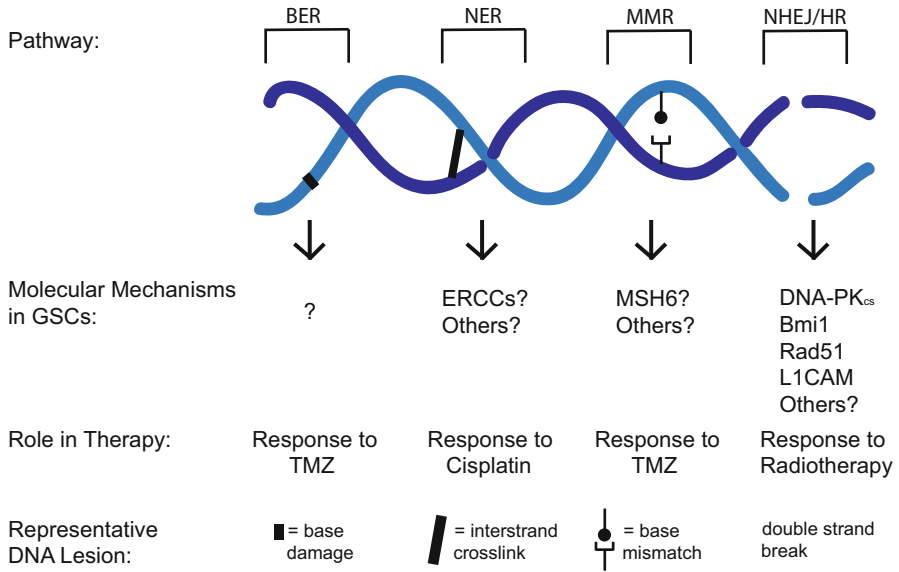 Pathway:
BER
NER
MMR
NHEJ/HR
Molecular Mechanisms
in GSCs:
?
ERCCs?
Others?
MSH6?
Others?
DNA-PKcs
Bmi1
Rad51
L1CAM
Others?
Role in Therapy:
Response to
TMZ
Response to
Cisplatin
Response to
TMZ
Response to
Radiotherapy
Representative
DNA Lesion:
= base
damage
= interstrand
crosslink
= base
mismatch
double strand
break